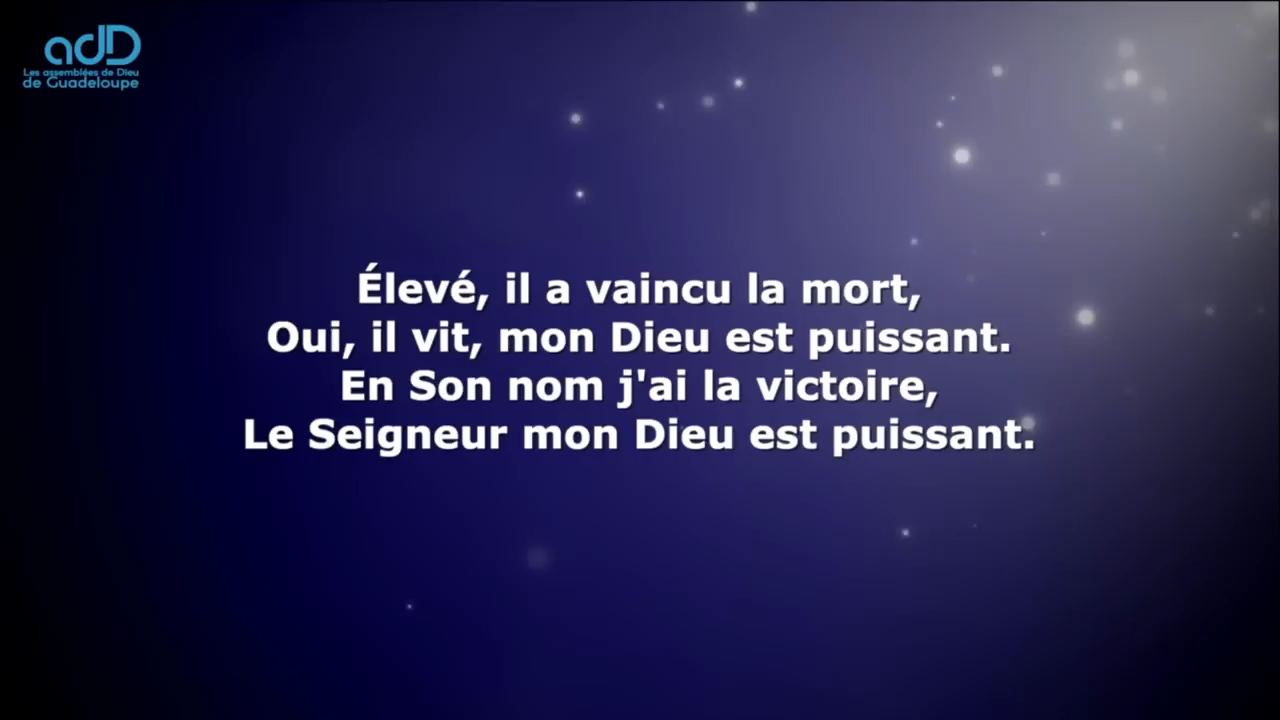 adD
Les assemblées de Dieu
de Guadeloupe
Élevé, il a vaincu la mort,
Oui, il vit, mon Dieu est puissant.
En Son nom j'ai la victoire,
Le Seigneur mon Dieu est puissant.